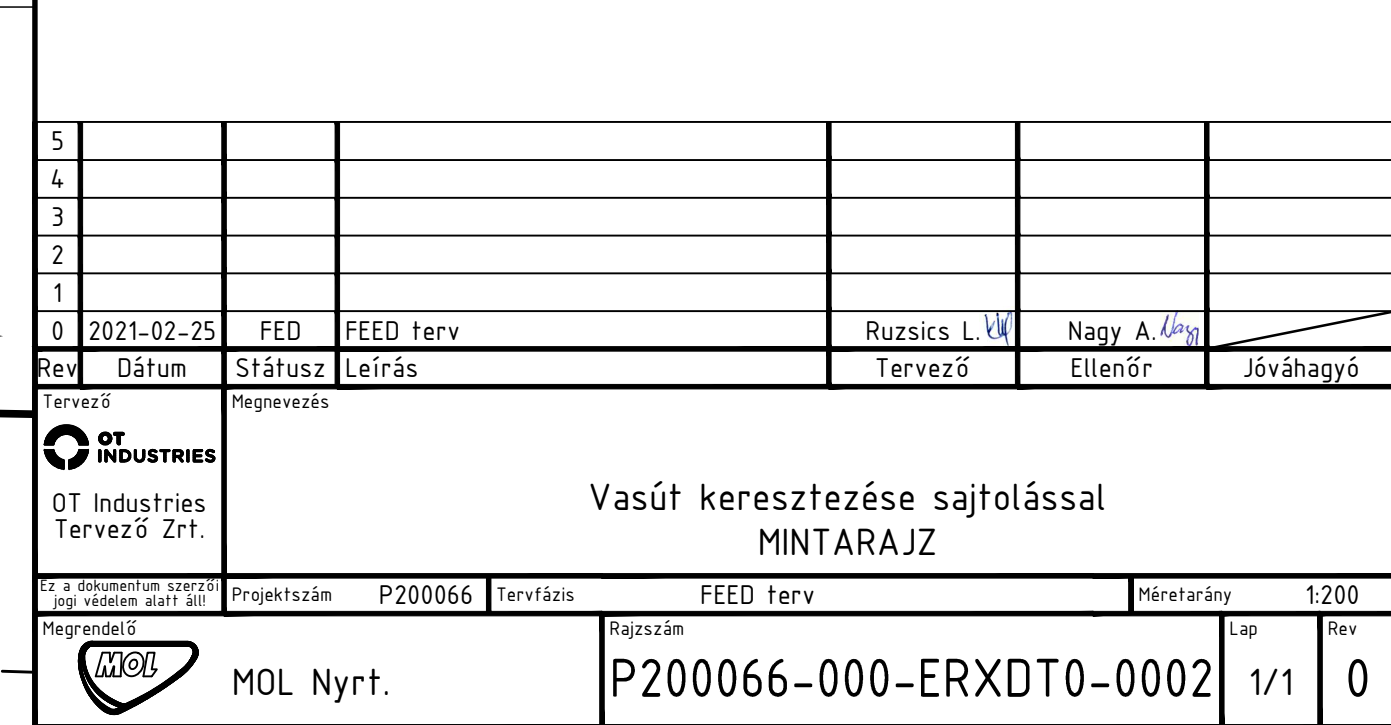 5
4
3
2
1
0 2021-02-25 FED FEED terv Ruzsics L. Nagy A. Nagy
Rev Dátum Státusz Leírás Tervező Ellenőr Jóváhagyó
Tervező Megnevezés
OT
INDUSTRIES
OT Industries
Tervező Zrt.
Vasút keresztezése sajtolással
MINTARAJZ
Ez a dokumentum szerzői
jogi védelem alatt áll!
Projektszám P200066 Tervfázis FEED terv Méretarány 1:200
Megrendelő Rajzszám Lap Rev
MOL
MOL Nyrt. P200066-000-ERXDT0-0002 1/1 0